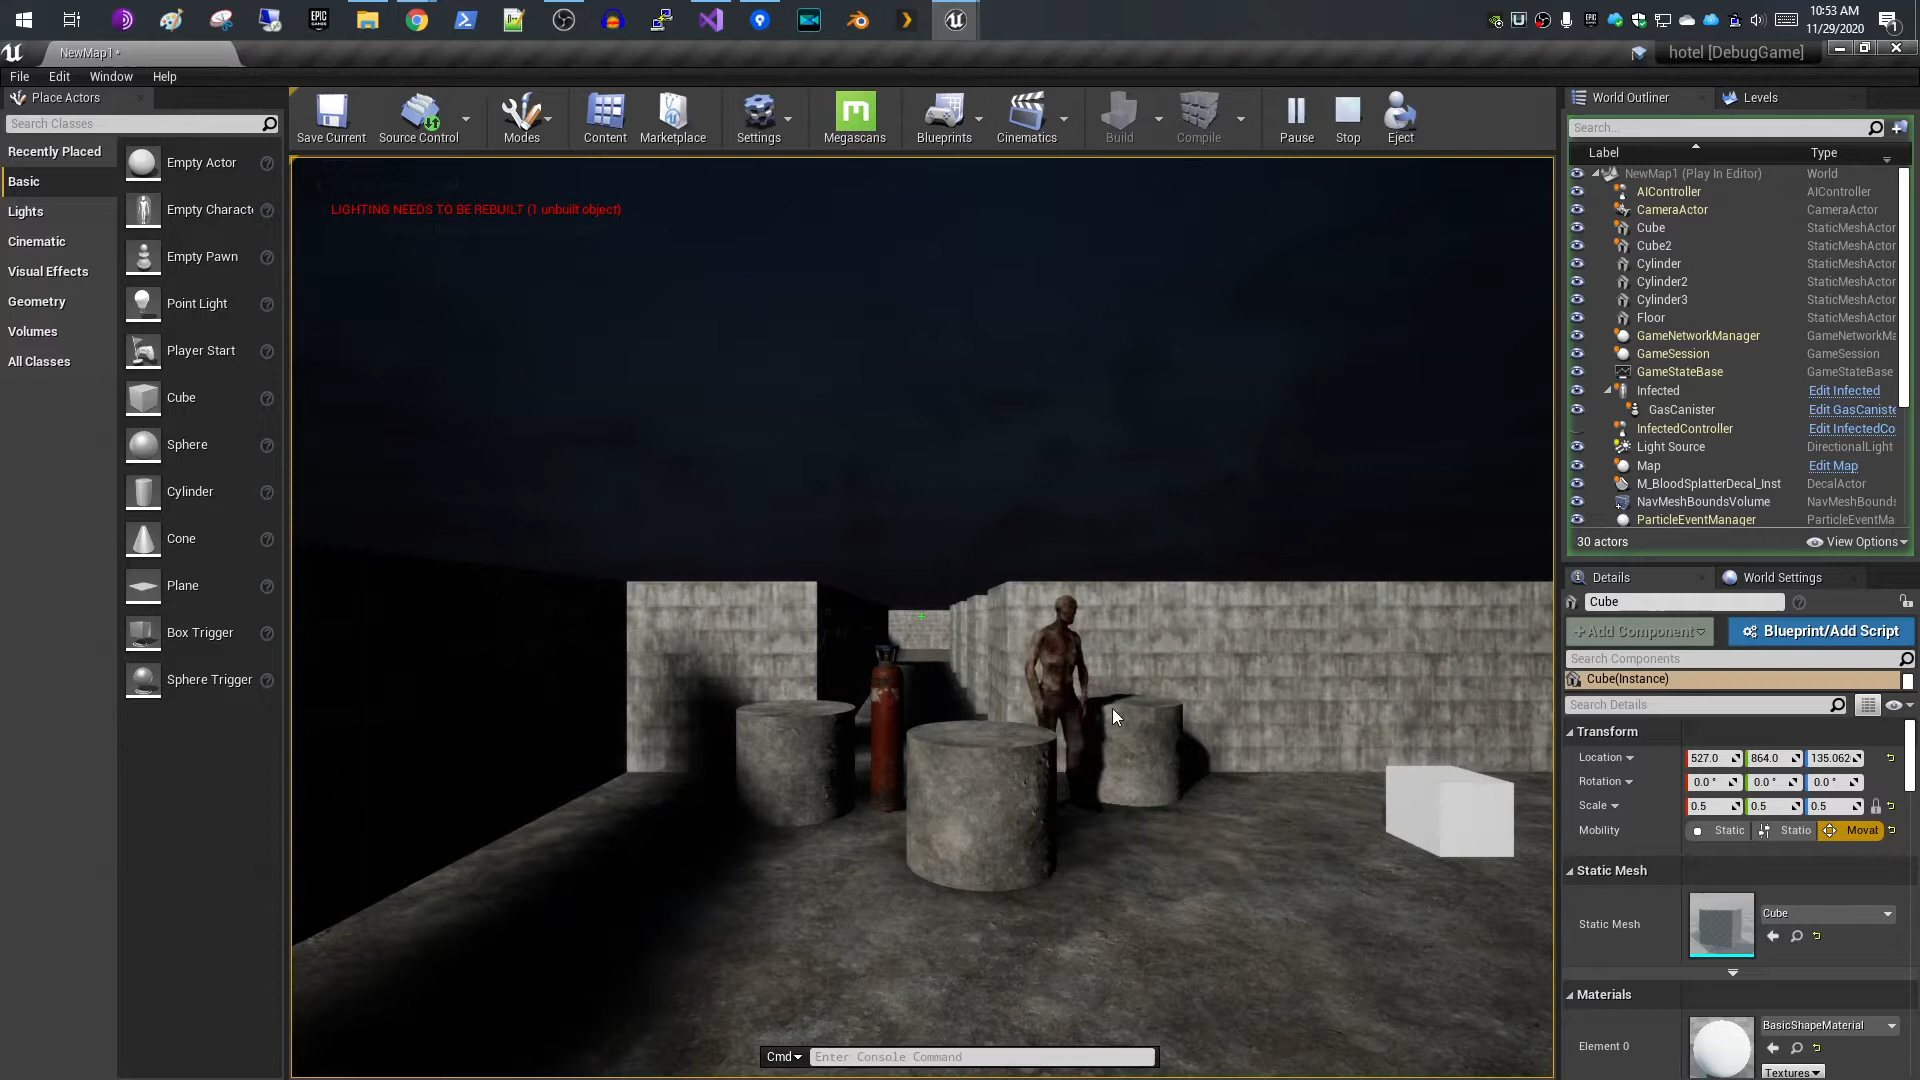 EPIC
GAMES
10:53 AM
11/29/2020
1
NewMap1*
hotel [DebugGame]
File Edit Window Help
Place Actors
Search Classes
Recently Placed
Basic
Lights
Cinematic
Visual Effects
Geometry
Volumes
All Classes
Empty Actor
Empty Charact
Empty Pawn
Point Light
Player Start
Cube
Sphere
Cylinder
Cone
Plane
Box Trigger
Sphere Trigger
Save Current Source Control Modes Content Marketplace Settings Megascans Blueprints Cinematics Build Compile Pause Stop Eject
LIGHTING NEEDS TO BE REBUILT (1 unbuilt object)
Cmd Enter Console Command
World Outliner Levels
Search...
Label Type
NewMap1 (Play In Editor) World
AIController AIController
CameraActor CameraActor
Cube StaticMeshActor
Cube2 StaticMeshActor
Cylinder StaticMeshActor
Cylinder2 StaticMeshActor
Cylinder3 StaticMeshActor
Floor StaticMeshActor
GameNetworkManager GameNetworkMa
GameSession GameSession
GameStateBase GameStateBase
Infected Edit Infected
GasCanister Edit GasCaniste
InfectedController Edit InfectedCo
Light Source DirectionalLight
Map Edit Map
M_BloodSplatterDecal_Inst DecalActor
NavMeshBoundsVolume NavMeshBounds
ParticleEventManager ParticleEventMa
30 actors View Options
Details World Settings
Cube
+Add Component Blueprint/Add Script
Search Components
Cube(Instance)
Search Details
Transform
Location 527.0 864.0 135.062
Rotation 0.0 ° 0.0 ° 0.0 °
Scale 0.5 0.5 0.5
Mobility Static Statio Movat
Static Mesh
Static Mesh Cube
Materials
Element 0 BasicShapeMaterial
Textures